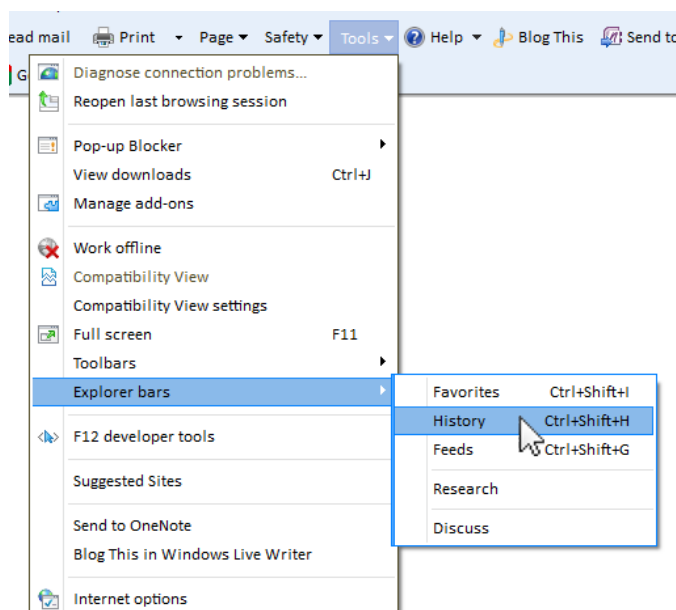 ead mail Print Page Safety Tools Help Blog This Send to
G
Diagnose connection problems...
Reopen last browsing session
Pop-up Blocker
View downloads Ctrl+J
Manage add-ons
Work offline
Compatibility View
Compatibility View settings
Full screen F11
Toolbars
Explorer bars
Favorites Ctrl+Shift+I
History Ctrl+Shift+H
Feeds Ctrl+Shift+G
Research
Discuss
F12 developer tools
Suggested Sites
Send to OneNote
Blog This in Windows Live Writer
Internet options